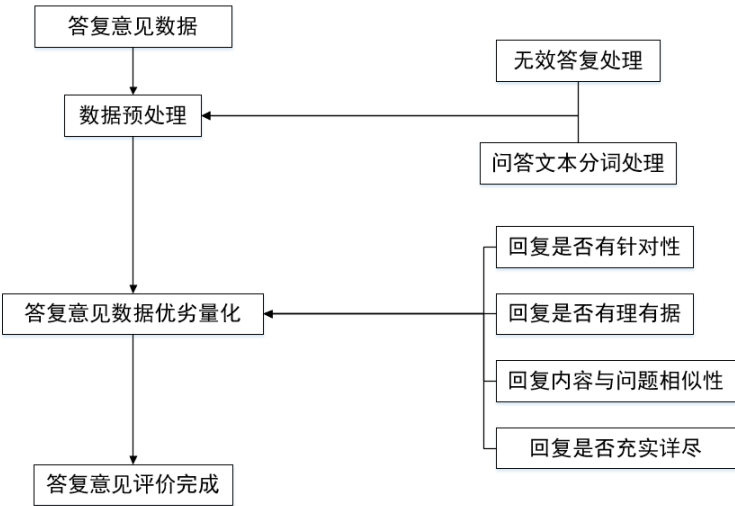 答复意见数据
无效答复处理
数据预处理
问答文本分词处理
回复是否有针对性
答复意见数据优劣量化
回复是否有理有据
回复内容与问题相似性
回复是否充实详尽
答复意见评价完成